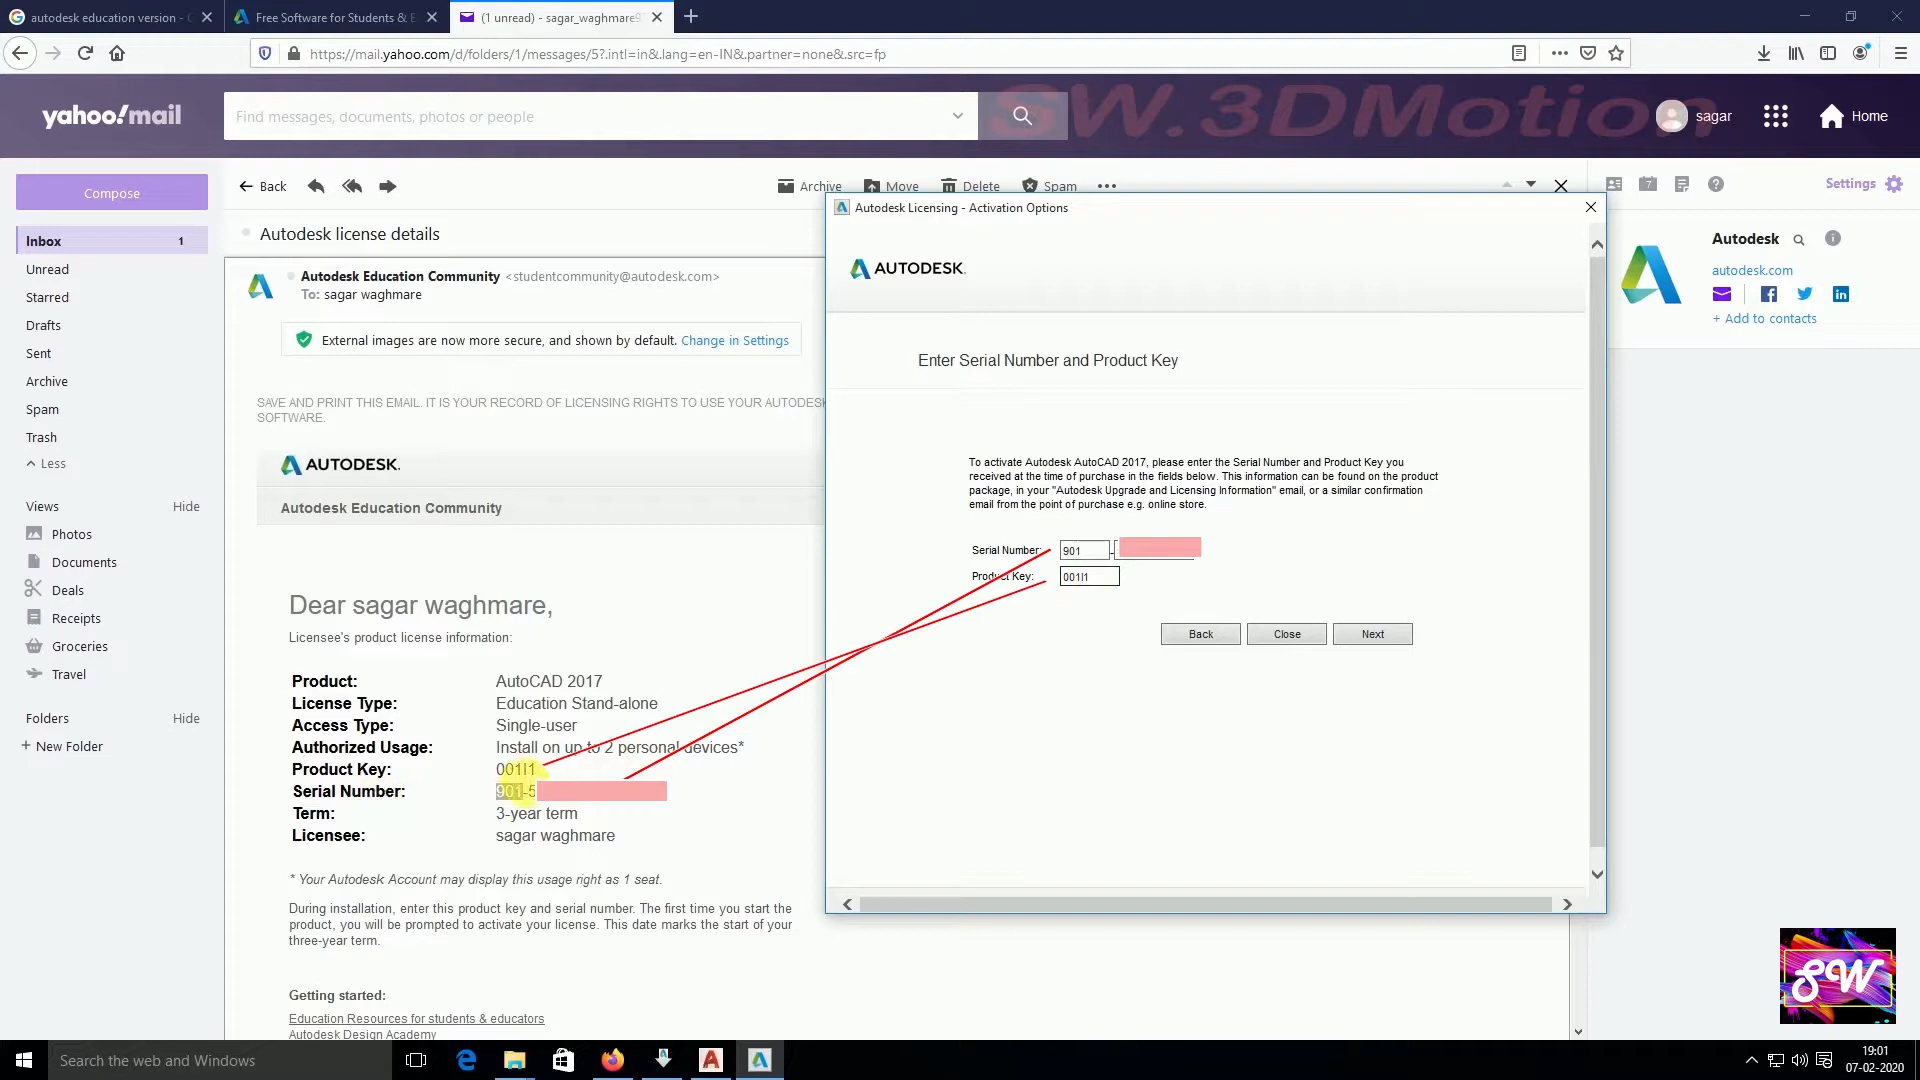 autodesk education version - G
Free Software for Students & E
(1 unread) - sagar_waghmare9
https://mail.yahoo.com/d/folders/1/messages/5?.intl=in&.lang=en-IN&.partner=none&.src=fp
yahoo!mail
Find messages, documents, photos or people
SW.3DMotion
sagar
Home
Compose
Back
Archive
Move
Delete
Spam
Settings
Inbox 1
Unread
Starred
Drafts
Sent
Archive
Spam
Trash
Less
Views Hide
Photos
Documents
Deals
Receipts
Groceries
Travel
Folders Hide
+ New Folder
Autodesk license details
Autodesk Education Community <studentcommunity@autodesk.com>
To: sagar waghmare
External images are now more secure, and shown by default. Change in Settings
SAVE AND PRINT THIS EMAIL. IT IS YOUR RECORD OF LICENSING RIGHTS TO USE YOUR AUTODESK
SOFTWARE.
AUTODESK.
Autodesk Education Community
Dear sagar waghmare,
Licensee's product license information:
Product: AutoCAD 2017
License Type: Education Stand-alone
Access Type: Single-user
Authorized Usage: Install on up to 2 personal devices*
Product Key: 001I1
Serial Number: 901-5
Term: 3-year term
Licensee: sagar waghmare
* Your Autodesk Account may display this usage right as 1 seat.
During installation, enter this product key and serial number. The first time you start the
product, you will be prompted to activate your license. This date marks the start of your
three-year term.
Getting started:
Education Resources for students & educators
Autodesk Design Academy
Autodesk Licensing - Activation Options
AUTODESK.
Enter Serial Number and Product Key
To activate Autodesk AutoCAD 2017, please enter the Serial Number and Product Key you
received at the time of purchase in the fields below. This information can be found on the product
package, in your "Autodesk Upgrade and Licensing Information" email, or a similar confirmation
email from the point of purchase e.g. online store.
Serial Number: 901 -
Product Key: 001I1
Back
Close
Next
7
Autodesk
autodesk.com
+ Add to contacts
SW
Search the web and Windows
19:01
07-02-2020